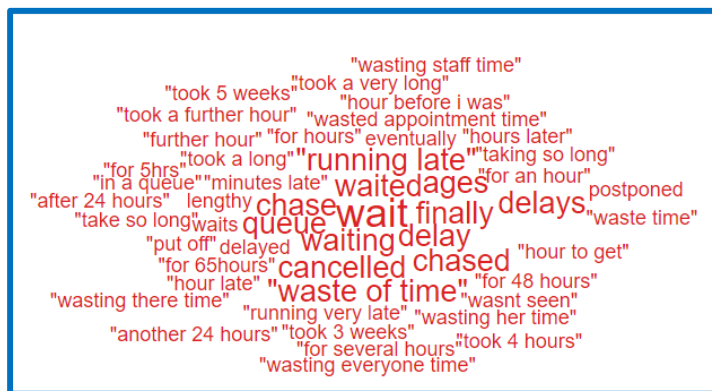 "wasting staff time"
"took a very long"
"took 5 weeks"
"hour before i was"
"took a further hour"
"wasted appointment time"
"further hour" "for hours" eventually "hours later"
"took a long" "running late" "taking so long"
"for 5hrs"
"in a queue" "minutes late" waited ages "for an hour"
postponed
"after 24 hours" lengthy chase wait finally delays
"take so long" waits queue "waste time"
"put off" delayed waiting delay
"hour to get"
"for 65hours" cancelled chased
"hour late" "waste of time" "for 48 hours"
"wasting there time" "wasnt seen"
"running very late" "wasting her time"
"another 24 hours" "took 3 weeks"
"for several hours" "took 4 hours"
"wasting everyone time"